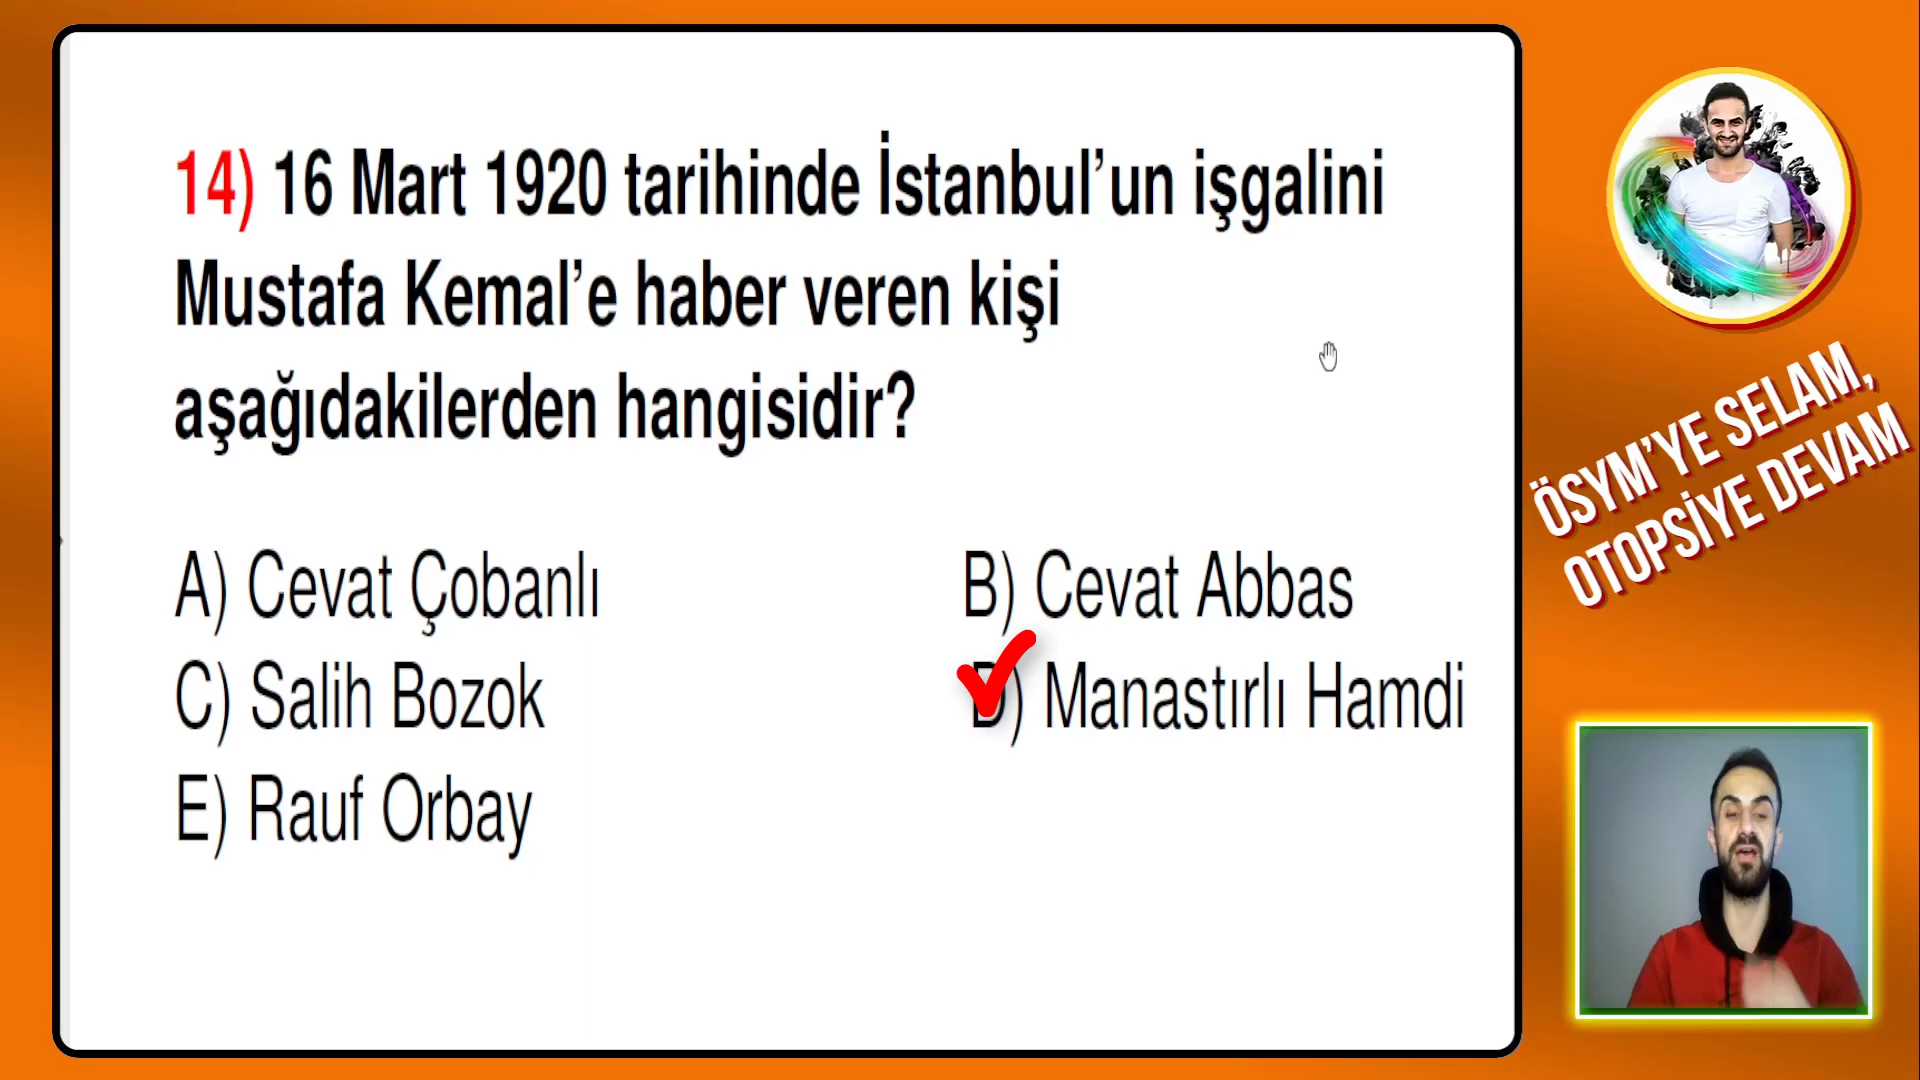 14) 16 Mart 1920 tarihinde İstanbul’un işgalini
Mustafa Kemal’e haber veren kişi
aşağıdakilerden hangisidir?
A) Cevat Çobanlı
B) Cevat Abbas
C) Salih Bozok
D) Manastırlı Hamdi
E) Rauf Orbay
ÖSYM’YE SELAM,
OTOPSİYE DEVAM